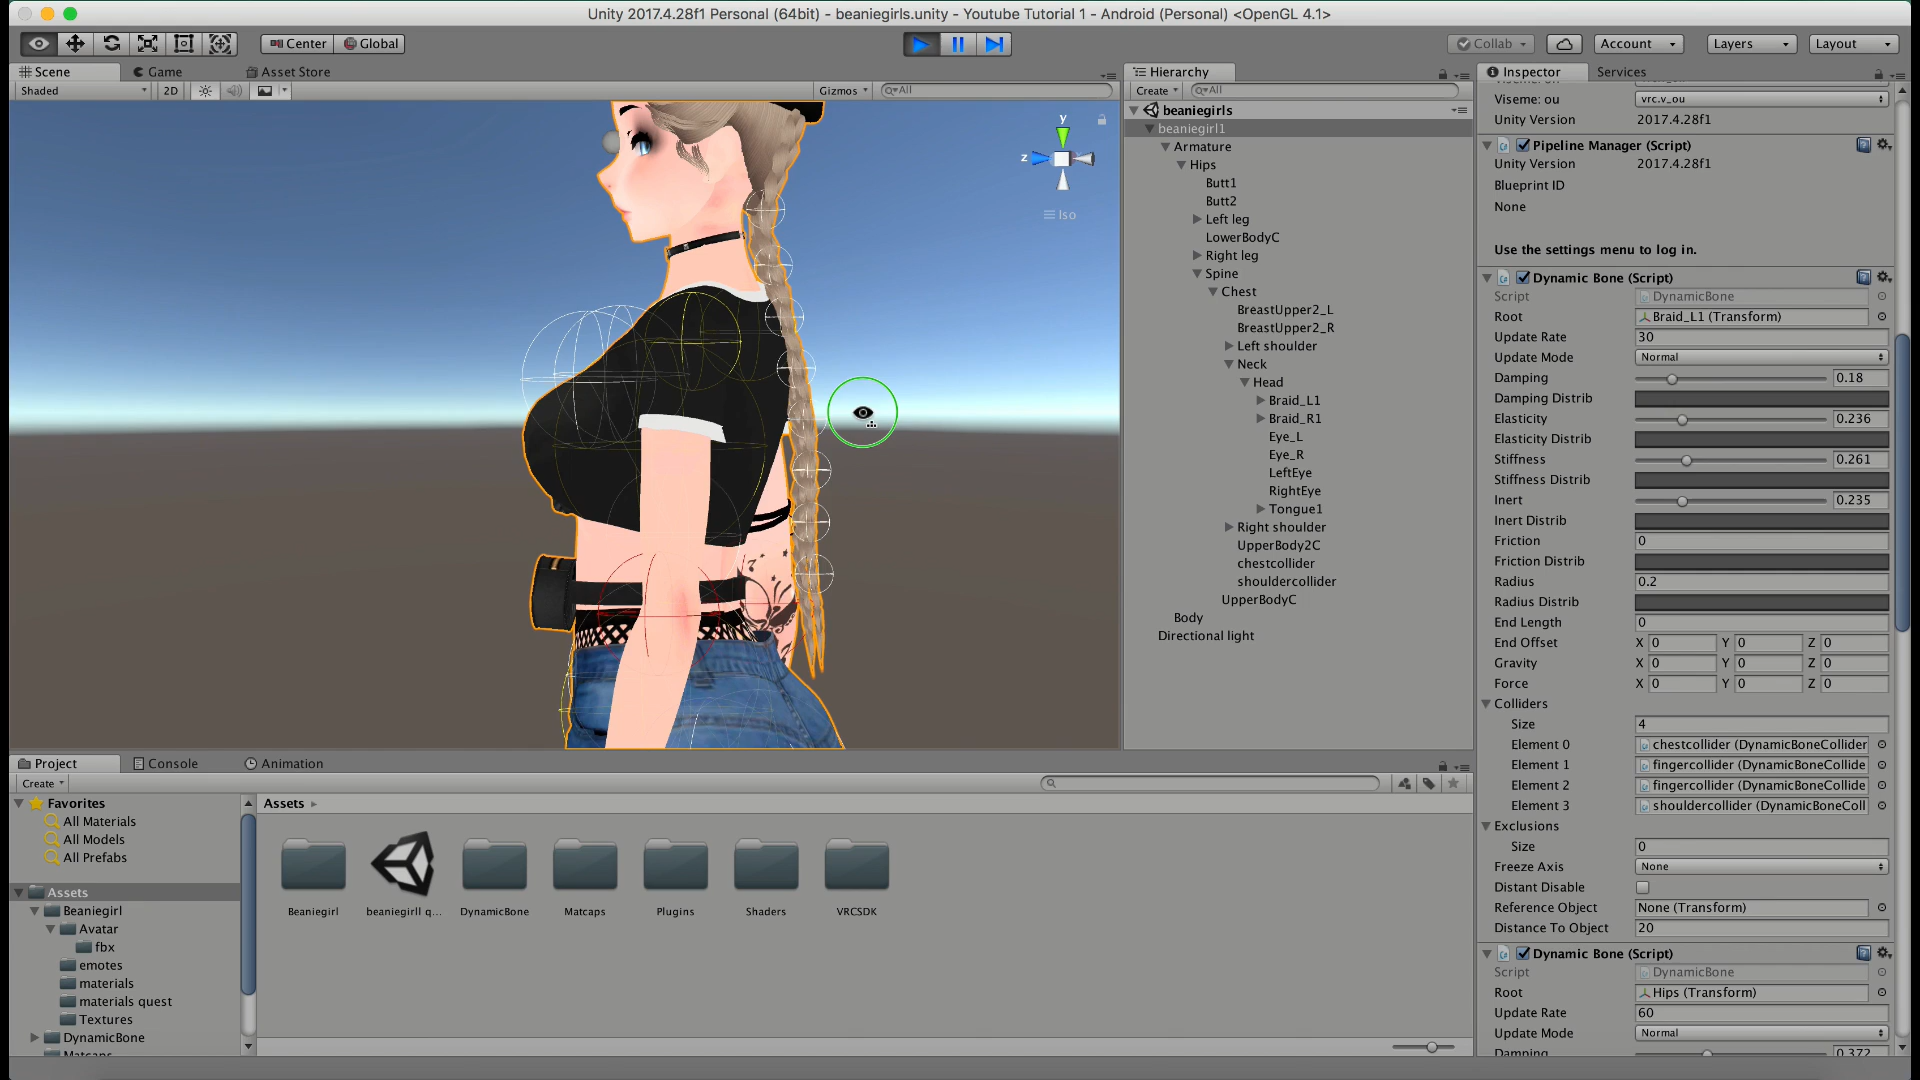 Unity 2017.4.28f1 Personal (64bit) - beaniegirls.unity - Youtube Tutorial 1 - Android (Personal) <OpenGL 4.1>
Center Global
Collab Account Layers Layout
Scene Game Asset Store
Shaded 2D Gizmos All
y
z
Iso
Hierarchy
Create All
beaniegirls
beaniegirl1
Armature
Hips
Butt1
Butt2
Left leg
LowerBodyC
Right leg
Spine
Chest
BreastUpper2_L
BreastUpper2_R
Left shoulder
Neck
Head
Braid_L1
Braid_R1
Eye_L
Eye_R
LeftEye
RightEye
Tongue1
Right shoulder
UpperBody2C
chestcollider
shouldercollider
UpperBodyC
Body
Directional light
Inspector Services
Viseme: ou vrc.v_ou
Unity Version 2017.4.28f1
Pipeline Manager (Script)
Unity Version 2017.4.28f1
Blueprint ID
None
Use the settings menu to log in.
Dynamic Bone (Script)
Script DynamicBone
Root Braid_L1 (Transform)
Update Rate 30
Update Mode Normal
Damping 0.18
Damping Distrib
Elasticity 0.236
Elasticity Distrib
Stiffness 0.261
Stiffness Distrib
Inert 0.235
Inert Distrib
Friction 0
Friction Distrib
Radius 0.2
Radius Distrib
End Length 0
End Offset X 0 Y 0 Z 0
Gravity X 0 Y 0 Z 0
Force X 0 Y 0 Z 0
Colliders
Size 4
Element 0 chestcollider (DynamicBoneCollider
Element 1 fingercollider (DynamicBoneCollide
Element 2 fingercollider (DynamicBoneCollide
Element 3 shouldercollider (DynamicBoneColl
Exclusions
Size 0
Freeze Axis None
Distant Disable
Reference Object None (Transform)
Distance To Object 20
Dynamic Bone (Script)
Script DynamicBone
Root Hips (Transform)
Update Rate 60
Update Mode Normal
Damping 0.372
Project Console Animation
Create
Favorites
All Materials
All Models
All Prefabs
Assets
Beaniegirl
Avatar
fbx
emotes
materials
materials quest
Textures
DynamicBone
Matcaps
Assets
Beaniegirl beaniegirll q... DynamicBone Matcaps Plugins Shaders VRCSDK